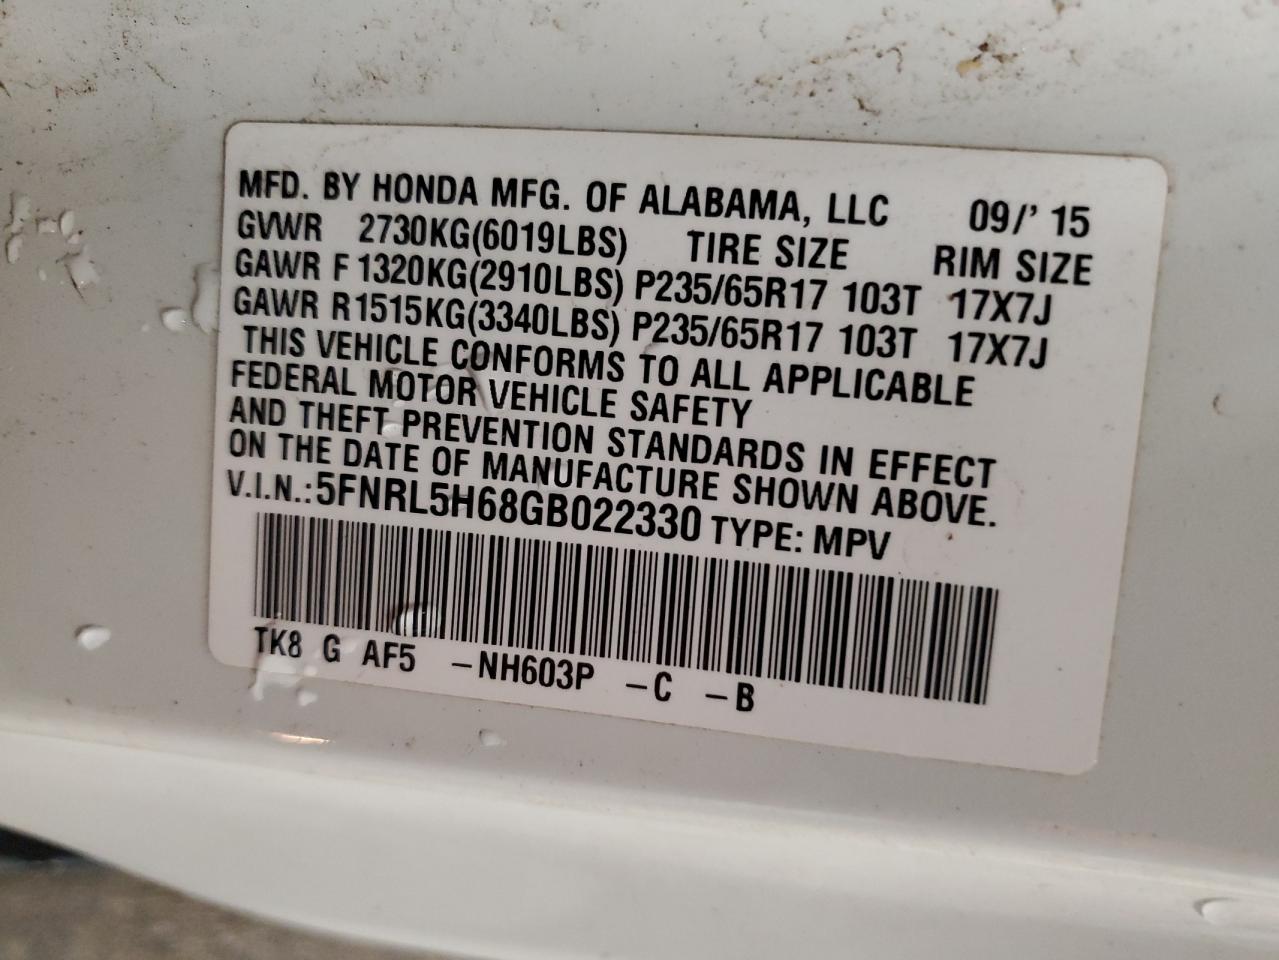 MFD. BY HONDA MFG. OF ALABAMA, LLC 09/' 15
GVWR 2730KG(6019LBS) TIRE SIZE RIM SIZE
GAWR F 1320KG(2910LBS) P235/65R17 103T 17X7J
GAWR R1515KG(3340LBS) P235/65R17 103T 17X7J
THIS VEHICLE CONFORMS TO ALL APPLICABLE
FEDERAL MOTOR VEHICLE SAFETY
AND THEFT PREVENTION STANDARDS IN EFFECT
ON THE DATE OF MANUFACTURE SHOWN ABOVE.
V.I.N.:5FNRL5H68GB022330 TYPE: MPV
TK8 G AF5 -NH603P -C -B